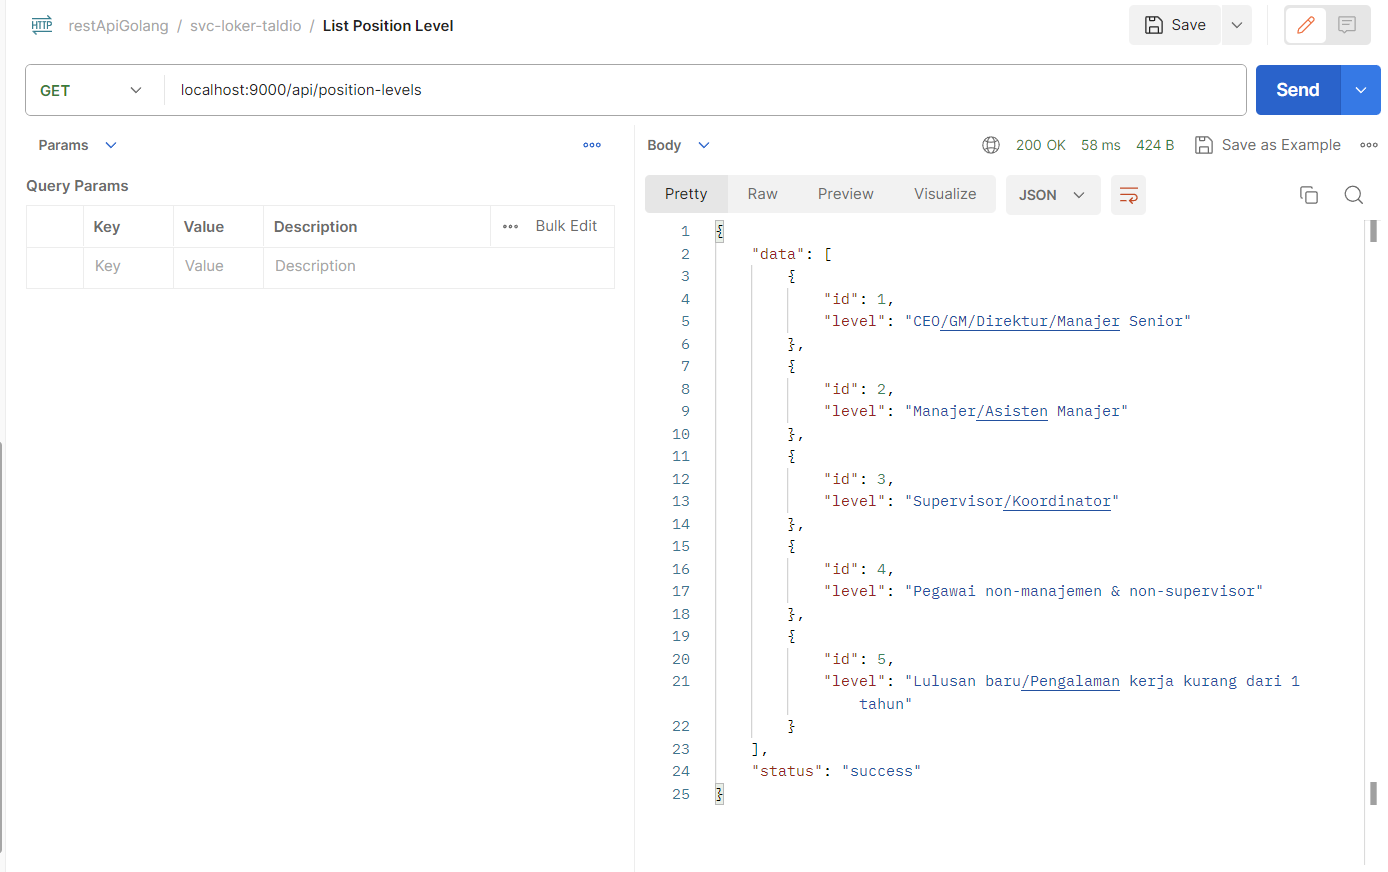 HTTP restApiGolang / svc-loker-taldio / List Position Level Save
GET localhost:9000/api/position-levels Send
Params
Query Params
Key Value Description Bulk Edit
Key Value Description
Body 200 OK 58 ms 424 B Save as Example
Pretty Raw Preview Visualize JSON
1 {
2 "data": [
3 {
4 "id": 1,
5 "level": "CEO/GM/Direktur/Manajer Senior"
6 },
7 {
8 "id": 2,
9 "level": "Manajer/Asisten Manajer"
10 },
11 {
12 "id": 3,
13 "level": "Supervisor/Koordinator"
14 },
15 {
16 "id": 4,
17 "level": "Pegawai non-manajemen & non-supervisor"
18 },
19 {
20 "id": 5,
21 "level": "Lulusan baru/Pengalaman kerja kurang dari 1
tahun"
22 }
23 ],
24 "status": "success"
25 }